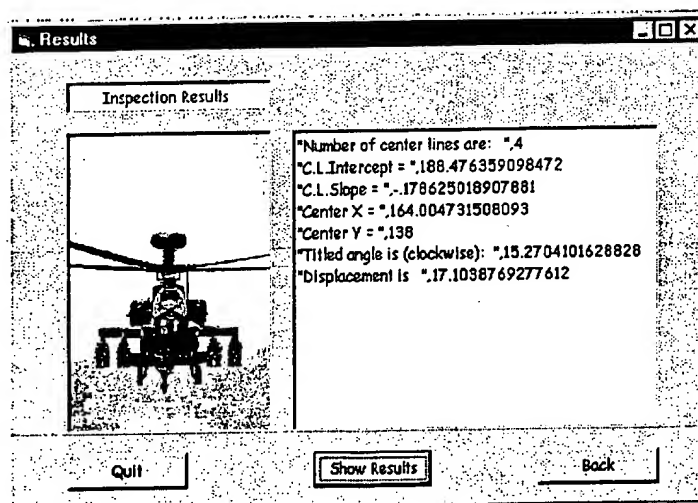 Results
Inspection Results
"Number of center lines are:  ",4
"C.L.Intercept = ",188.476359098472
"C.L.Slope = ",-.178625018907881
"Center X = ",164.004731508093
"Center Y = ",138
"Titled angle is (clockwise):  ",15.2704101628828
"Displacement is  ",17.1038769277612
Quit
Show Results
Back